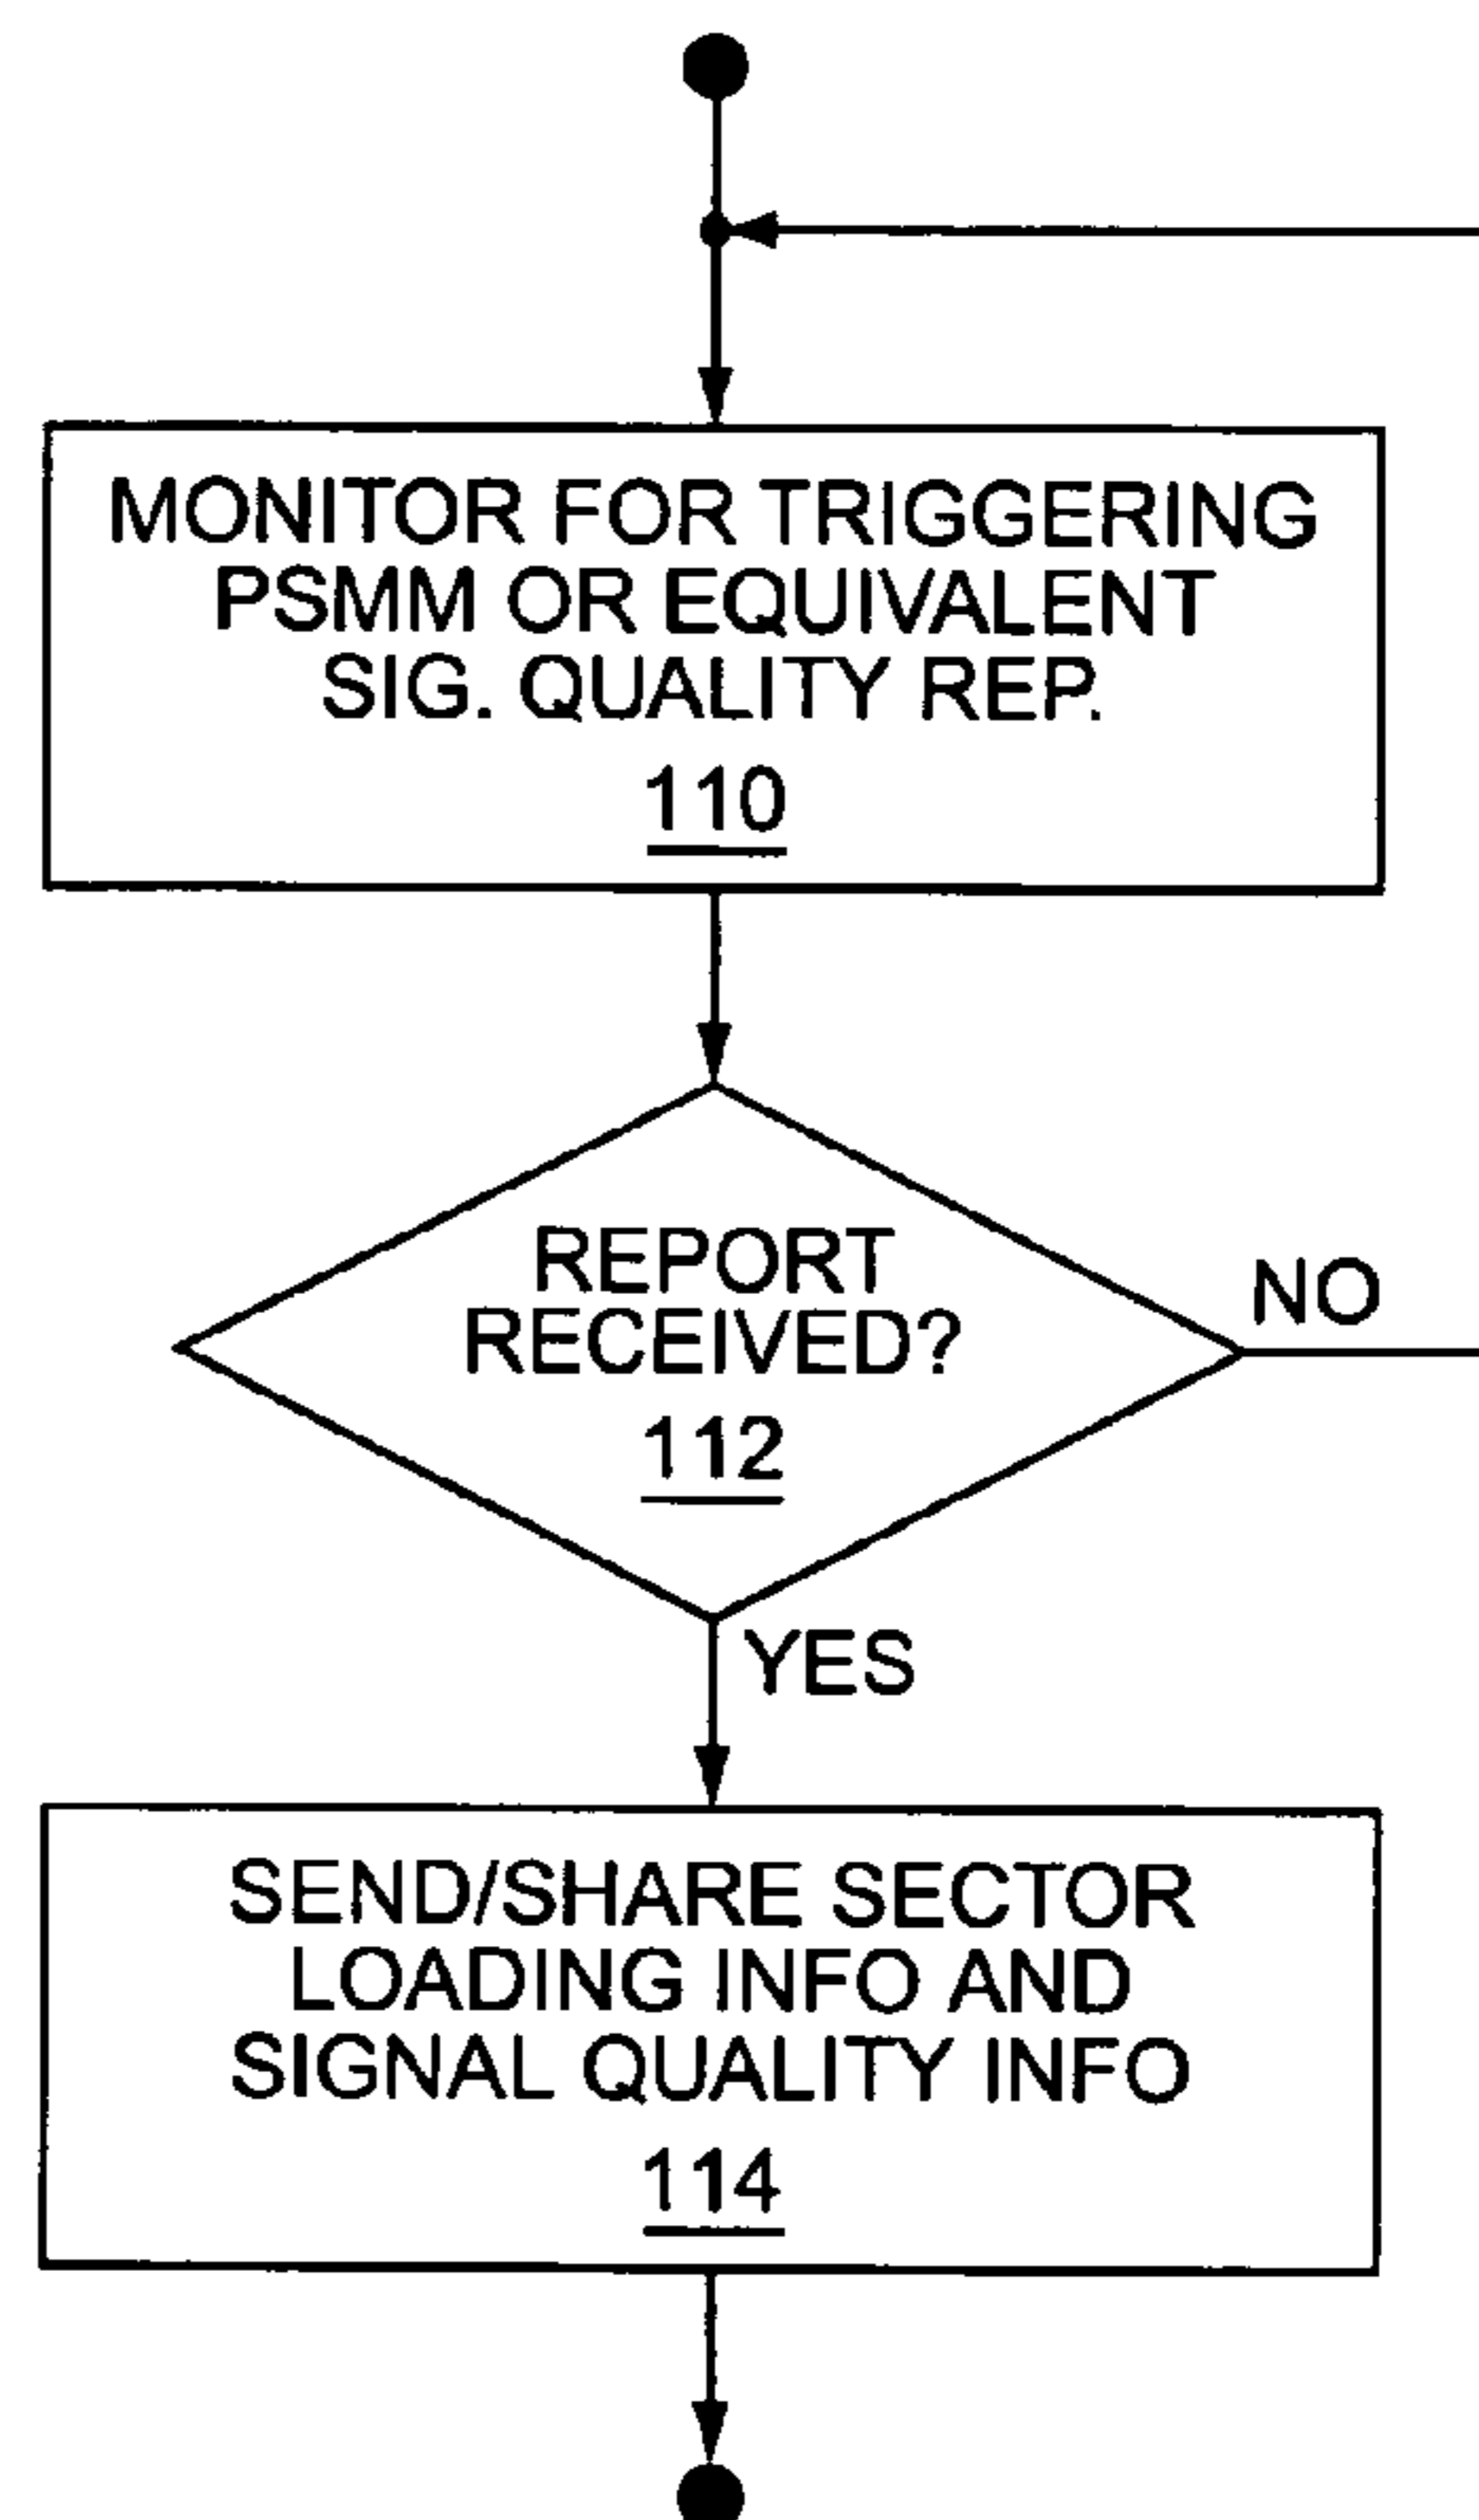 MONITOR FOR TRIGGERING
PSMM OR EQUIVALENT
SIG. QUALITY REP.
110
REPORT
RECEIVED?
112
NO
YES
SEND/SHARE SECTOR
LOADING INFO AND
SIGNAL QUALITY INFO
114